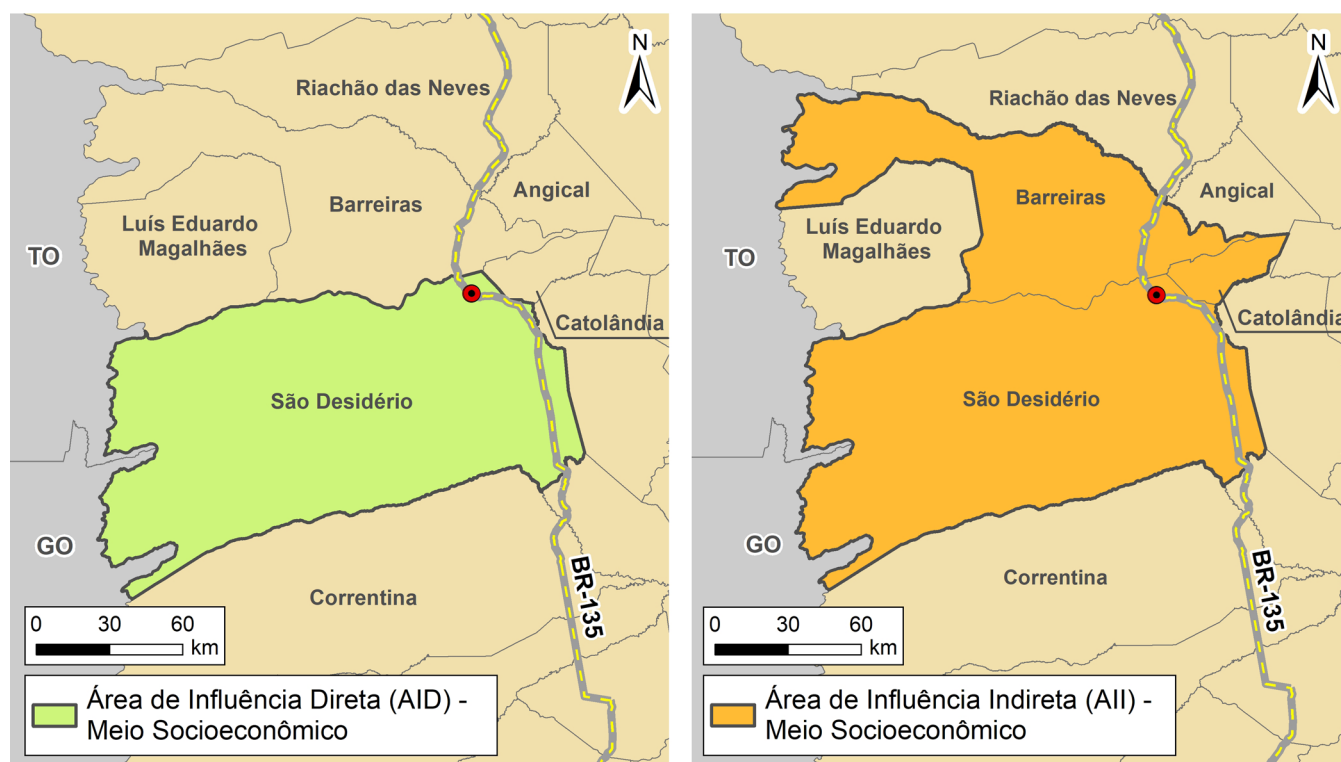 N
Riachão das Neves
Angical
Barreiras
Luís Eduardo
Magalhães
TO
Catolândia
São Desidério
GO
BR-135
Correntina
0 30 60
km
Área de Influência Direta (AID) -
Meio Socioeconômico
N
Riachão das Neves
Angical
Barreiras
Luís Eduardo
Magalhães
TO
Catolândia
São Desidério
GO
BR-135
Correntina
0 30 60
km
Área de Influência Indireta (AII) -
Meio Socioeconômico